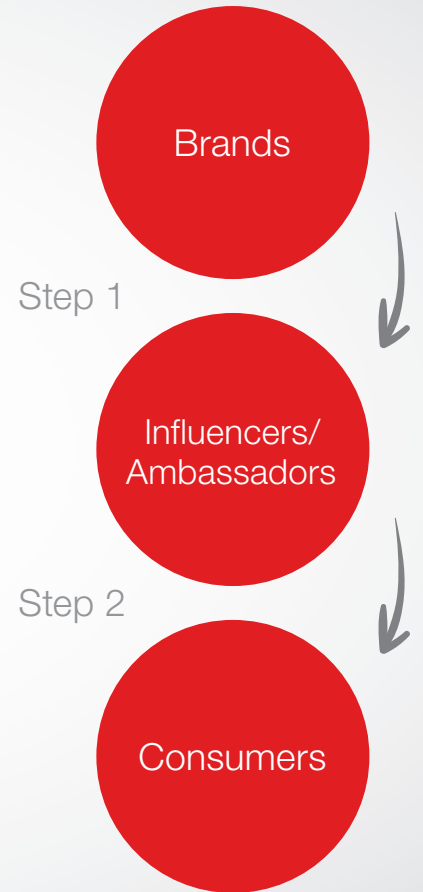 Brands
Step 1
Influencers/
Ambassadors
Step 2
Consumers